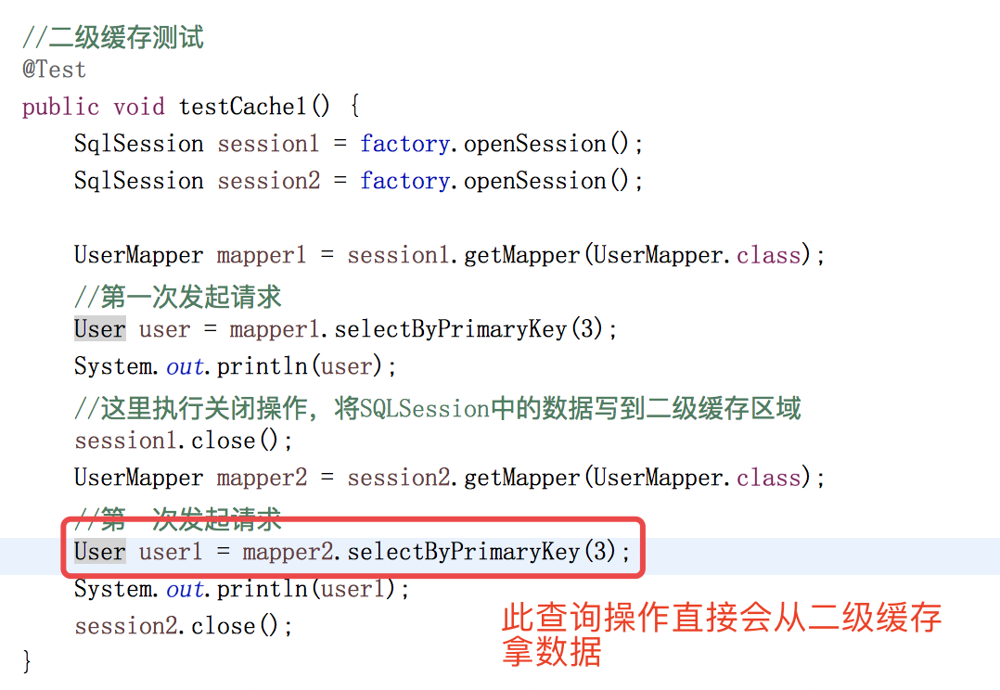 //二级缓存测试
@Test
public void testCache1() {
SqlSession session1 = factory.openSession();
SqlSession session2 = factory.openSession();
UserMapper mapper1 = session1.getMapper(UserMapper.class);
//第一次发起请求
User user = mapper1.selectByPrimaryKey(3);
System.out.println(user);
//这里执行关闭操作，将SQLSession中的数据写到二级缓存区域
session1.close();
UserMapper mapper2 = session2.getMapper(UserMapper.class);
//第 次发起请求
User user1 = mapper2.selectByPrimaryKey(3);
System.out.println(user1);
session2.close();
此查询操作直接会从二级缓存
拿数据
}